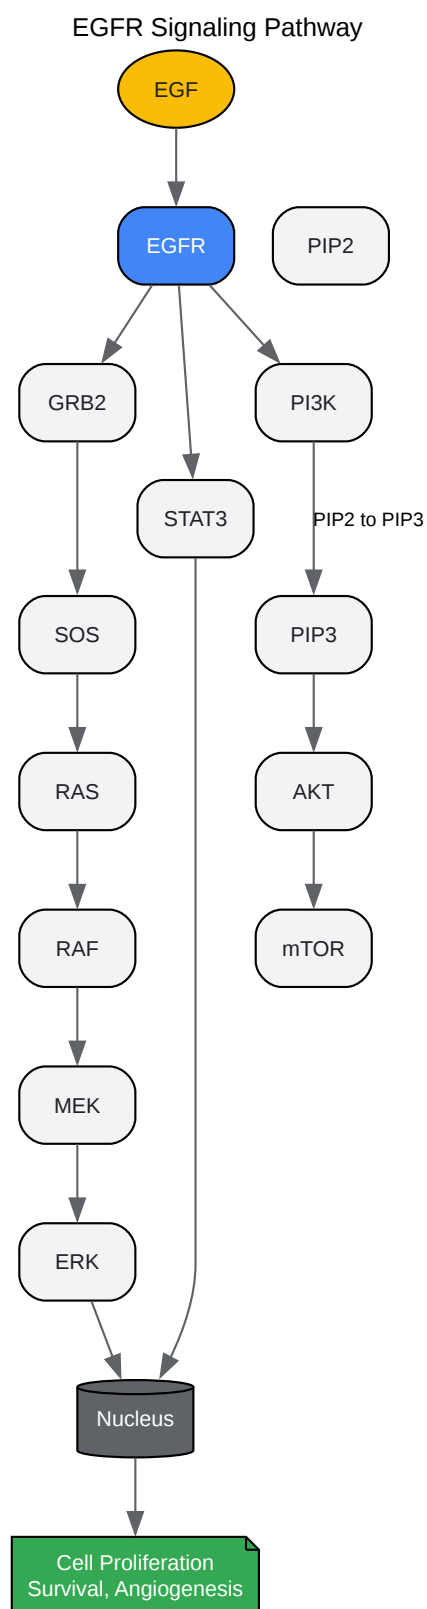 EGFR Signaling Pathway
EGF
EGFR
PIP2
GRB2
PI3K
STAT3
PIP2 to PIP3
SOS
PIP3
RAS
AKT
RAF
mTOR
MEK
ERK
Nucleus
Cell Proliferation
Survival, Angiogenesis